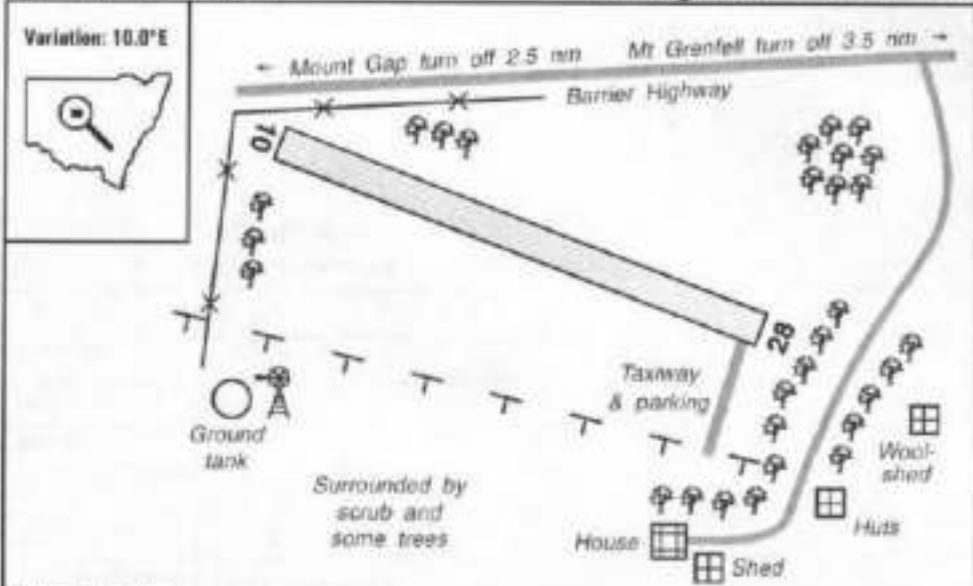 Variation: 10.0°E
← Mount Gap turn off 2.5 nm
Mt Grenfell turn off 3.5 nm →
Barrier Highway
10
28
Taxiway
& parking
Ground
tank
Surrounded by
scrub and
some trees
Wool-
shed
Huts
House
Shed